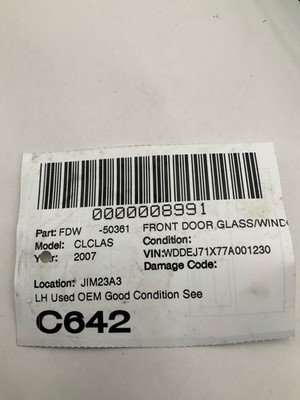 0000008991
Part: FDW -50361 FRONT DOOR GLASS/WIND
Model: CLCLAS Condition:
Year: 2007 VIN:WDDEJ71X77A001230
Damage Code:
Location: JIM23A3
LH Used OEM Good Condition See
C642